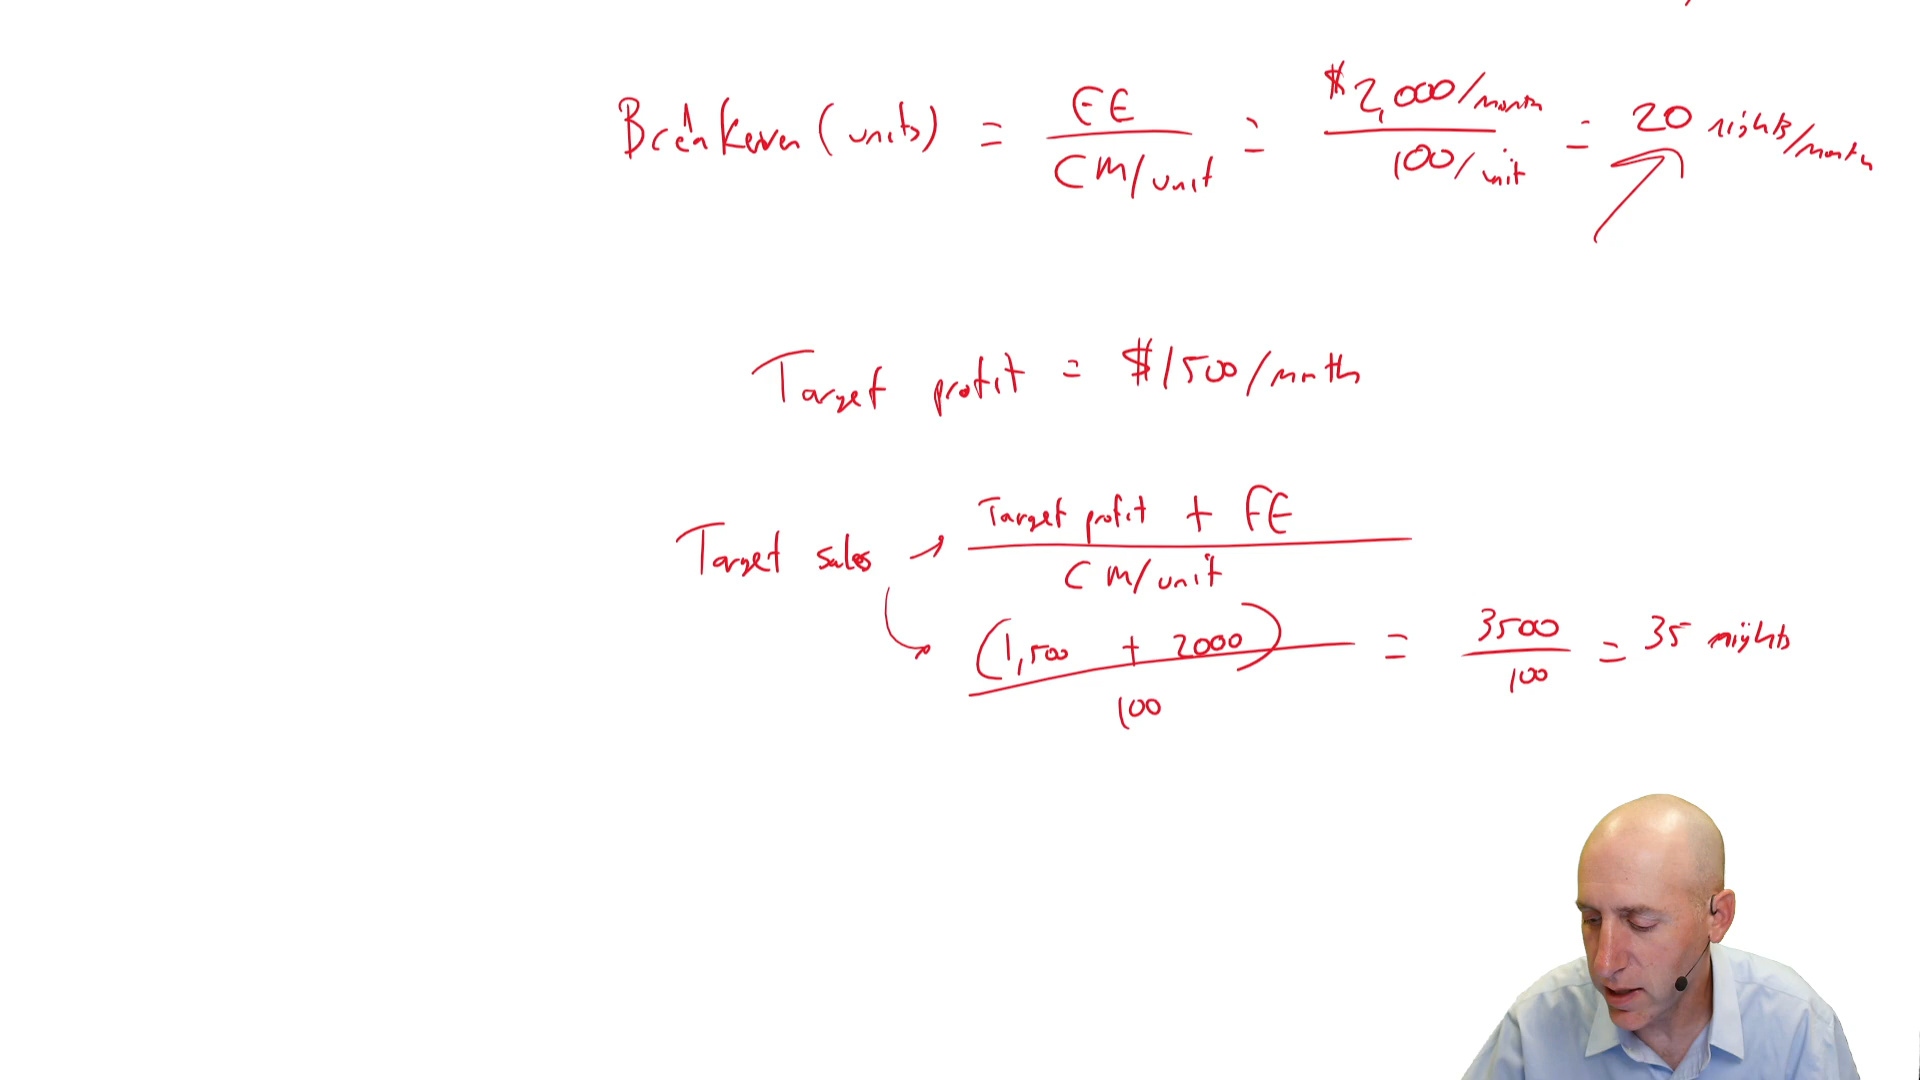 Breakeven (units) = FE / CM/unit = $2,000/month / 100/unit = 20 nights/month
Target profit = $1500/month
Target sales → Target profit + FE / CM/unit
(1,500 + 2000) / 100 = 3500 / 100 = 35 nights